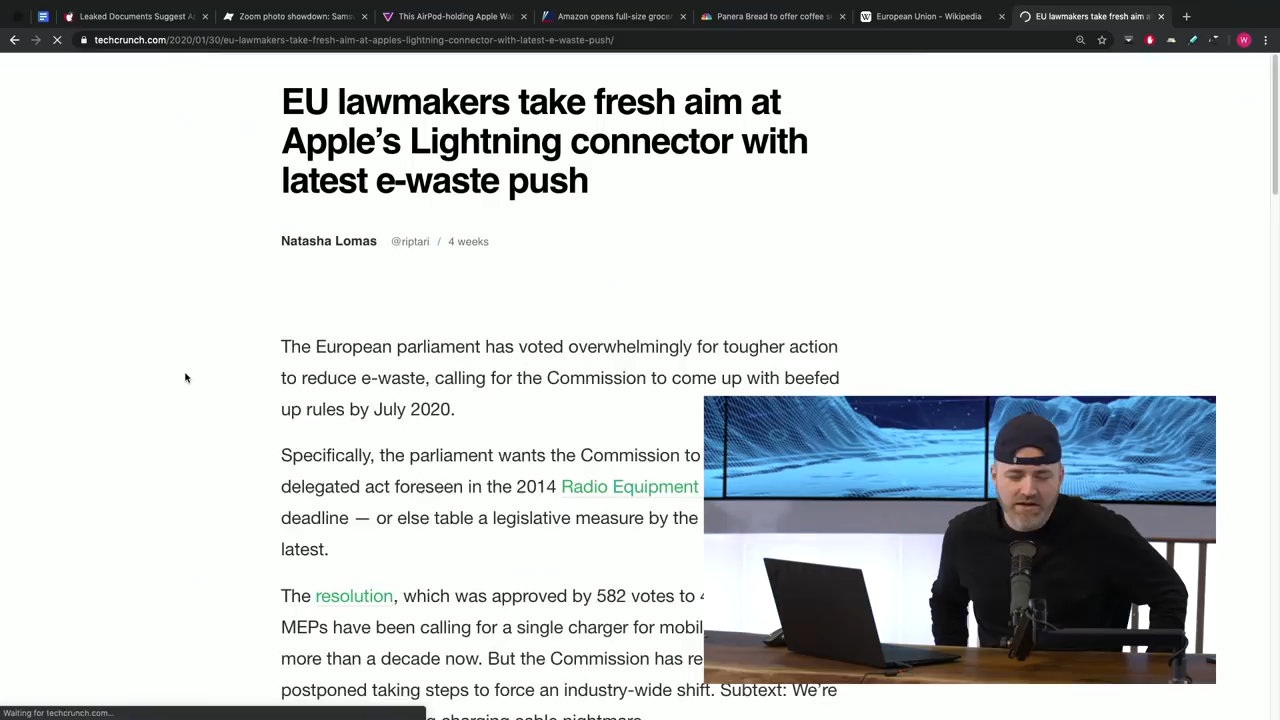 Leaked Documents Suggest A
Zoom photo showdown: Sams
This AirPod-holding Apple Wa
Amazon opens full-size groce
Panera Bread to offer coffee s
European Union - Wikipedia
EU lawmakers take fresh aim a
techcrunch.com/2020/01/30/eu-lawmakers-take-fresh-aim-at-apples-lightning-connector-with-latest-e-waste-push/
W
EU lawmakers take fresh aim at
Apple’s Lightning connector with
latest e-waste push
Natasha Lomas @riptari / 4 weeks
The European parliament has voted overwhelmingly for tougher action
to reduce e-waste, calling for the Commission to come up with beefed
up rules by July 2020.
Specifically, the parliament wants the Commission to
delegated act foreseen in the 2014 Radio Equipment
deadline — or else table a legislative measure by the
latest.
The resolution, which was approved by 582 votes to 4
MEPs have been calling for a single charger for mobil
more than a decade now. But the Commission has re
postponed taking steps to force an industry-wide shift. Subtext: We’re
charging cable nightmare
Waiting for techcrunch.com...